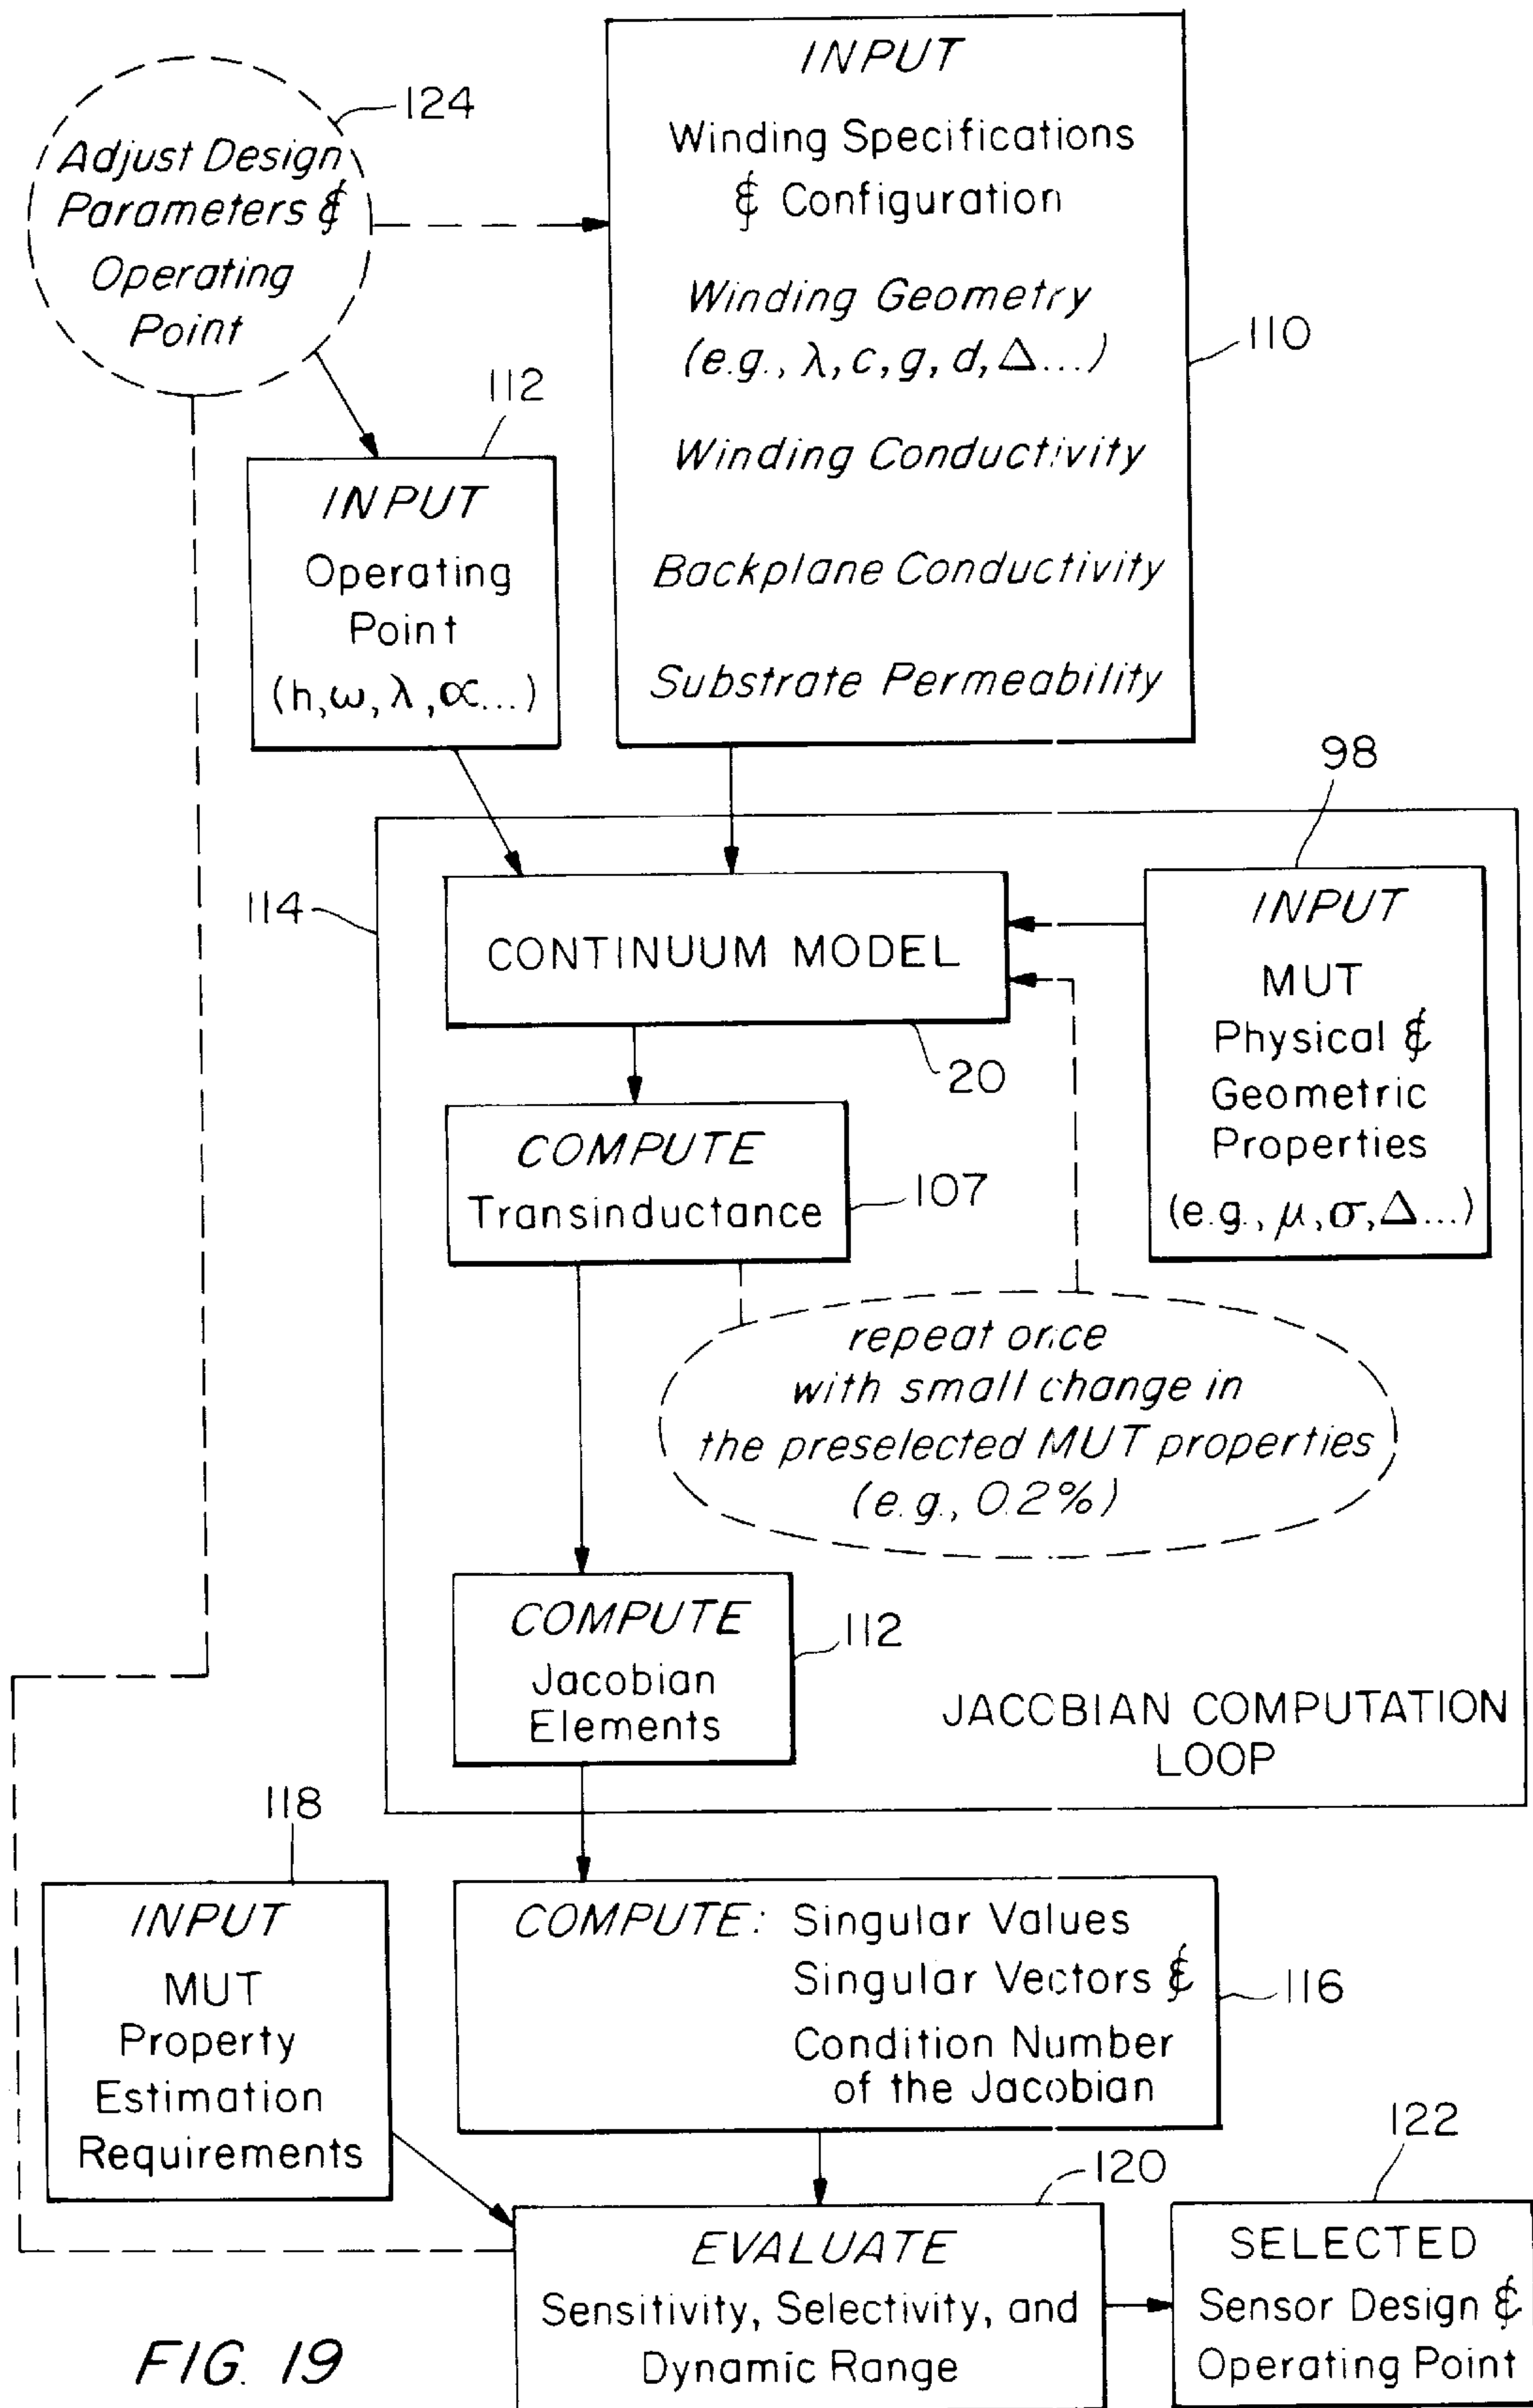 124
Adjust Design
Parameters &
Operating
Point
INPUT
Winding Specifications
& Configuration
Winding Geometry
(e.g., λ, c, g, d, Δ...)
Winding Conductivity
Backplane Conductivity
Substrate Permeability
110
112
INPUT
Operating
Point
(h, ω, λ, α...)
98
INPUT
MUT
Physical &
Geometric
Properties
(e.g., μ, σ, Δ...)
114
CONTINUUM MODEL
20
COMPUTE
Transinductance
107
repeat once
with small change in
the preselected MUT properties
(e.g., 0.2%)
COMPUTE
Jacobian
Elements
112
JACOBIAN COMPUTATION
LOOP
118
INPUT
MUT
Property
Estimation
Requirements
COMPUTE: Singular Values
Singular Vectors &
Condition Number
of the Jacobian
116
120
EVALUATE
Sensitivity, Selectivity, and
Dynamic Range
122
SELECTED
Sensor Design &
Operating Point
FIG. 19